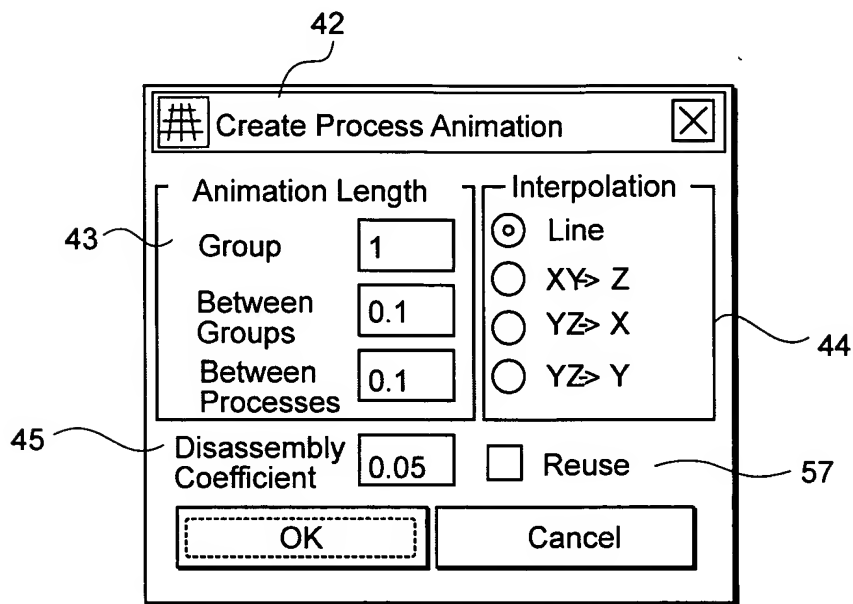 42
Create Process Animation
Animation Length
Interpolation
43
Group
1
Line
Between
Groups
0.1
XY-> Z
YZ-> X
Between
Processes
0.1
YZ-> Y
44
45
Disassembly
Coefficient
0.05
Reuse
57
OK
Cancel